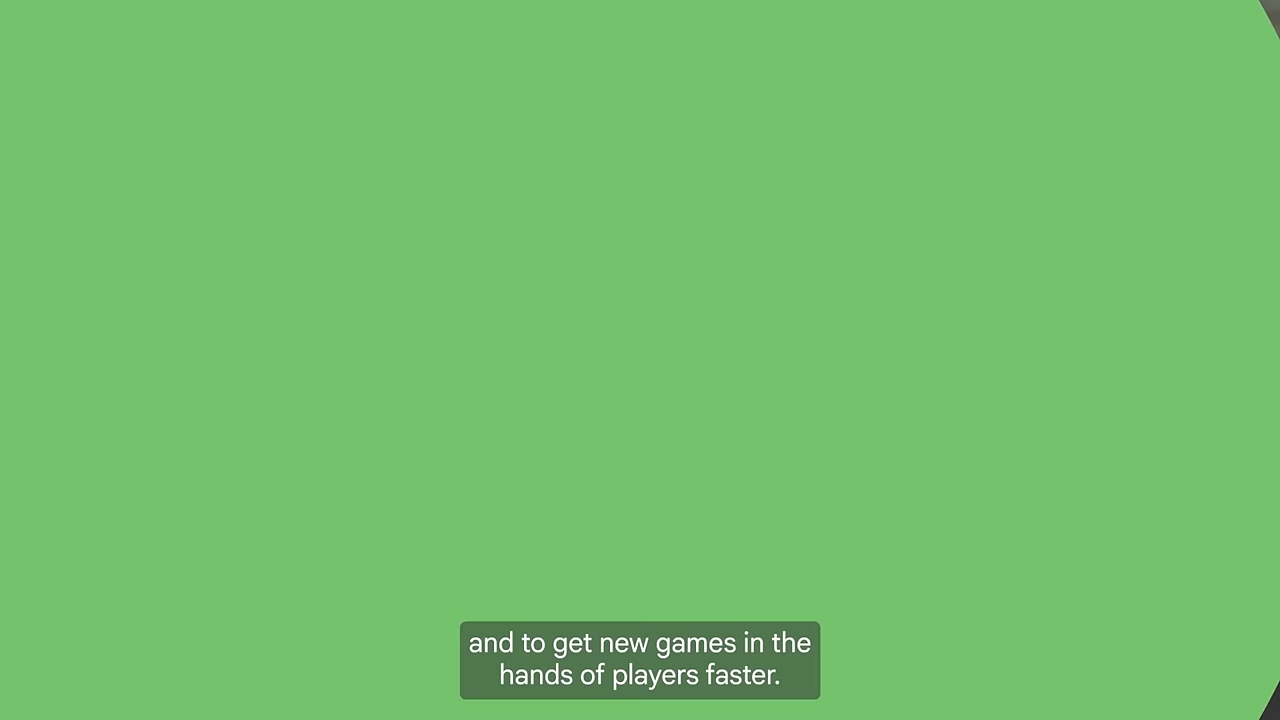 and to get new games in the
hands of players faster.